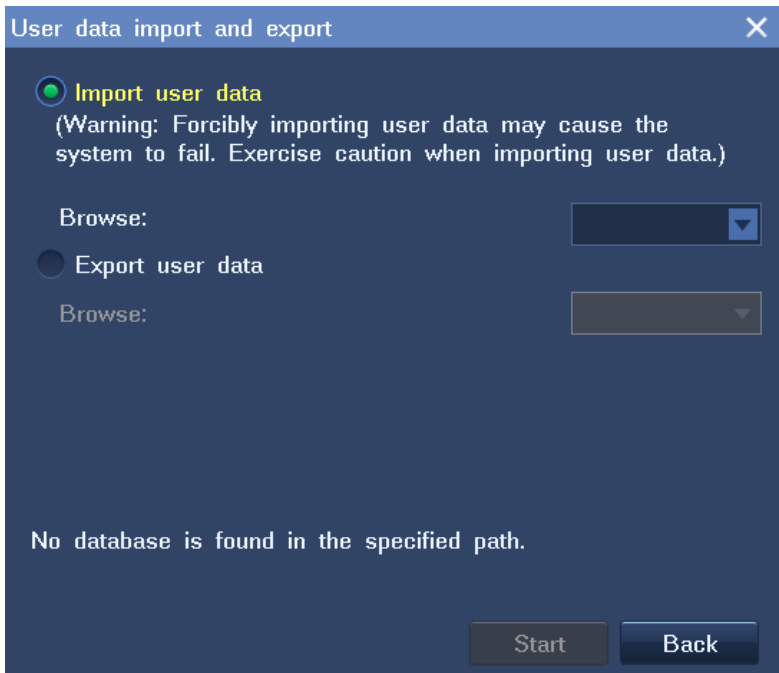 User data import and export
Import user data
(Warning: Forcibly importing user data may cause the
system to fail. Exercise caution when importing user data.)
Browse:
Export user data
Browse:
No database is found in the specified path.
Start
Back